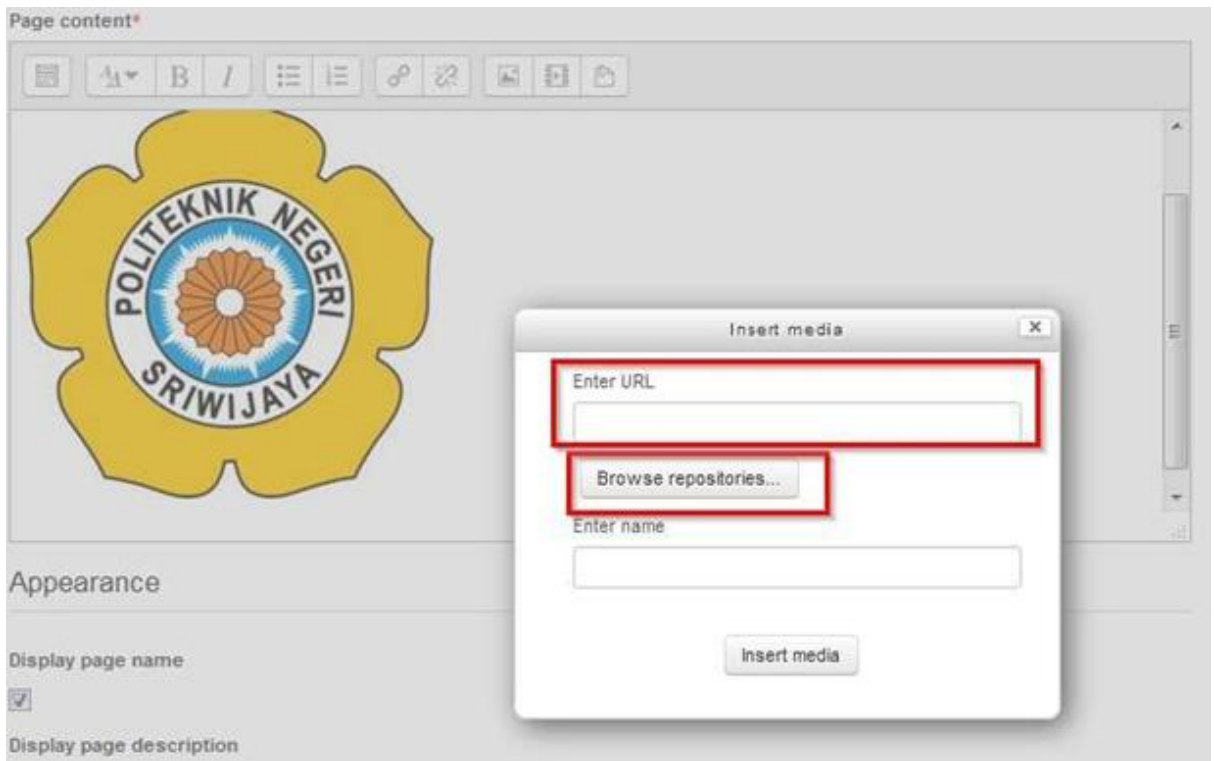 Page content*
B I
POLITEKNIK NEGERI
SRIWIJAYA
Insert media
Enter URL
Browse repositories...
Enter name
Insert media
Appearance
Display page name
Display page description